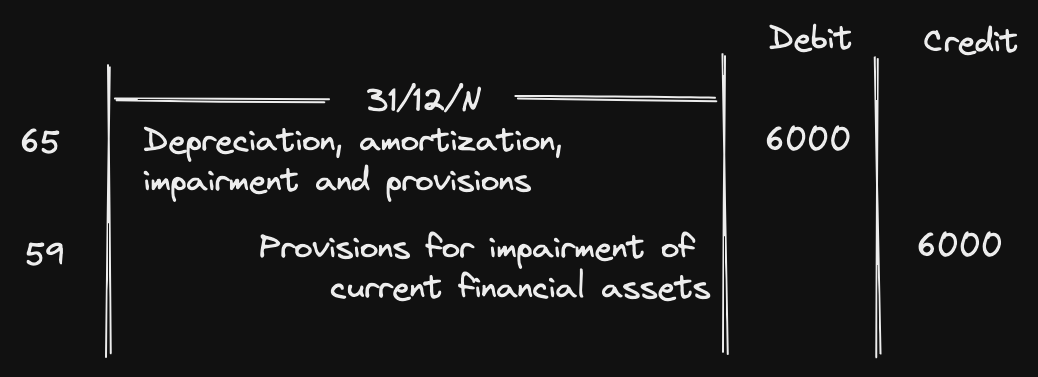 Debit Credit
31/12/N
65 Depreciation, amortization, 6000
impairment and provisions
59 Provisions for impairment of 6000
current financial assets